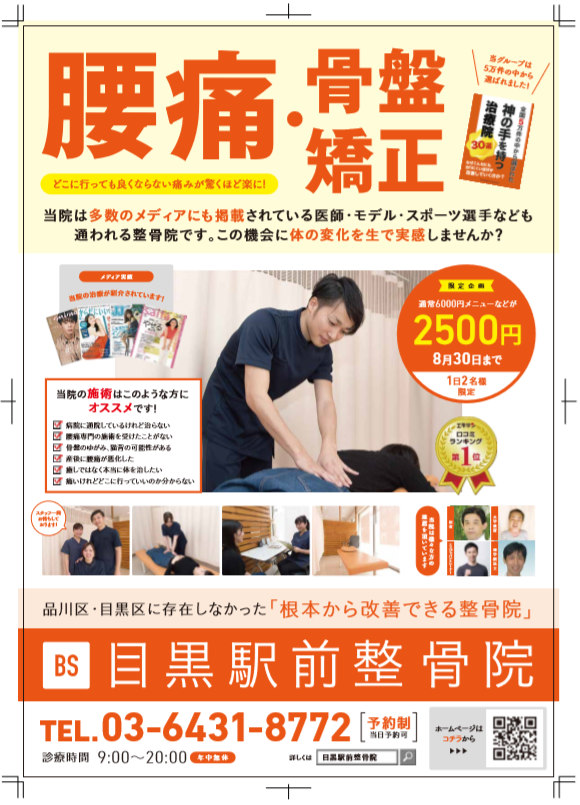 腰痛・骨盤
矯正
当グループは
5万件の中から
選ばれました!
全国5万件の中から
神の手を持つ
治療院
30選
どこに行っても良くならない痛みが驚くほど楽に!
当院は多数のメディアにも掲載されている医師・モデル・スポーツ選手なども
通われる整骨院です。この機会に体の変化を生で実感しませんか?
メディア実績
当院の治療が紹介されています!
限定企画
通常6000円メニューなどが
2500円
8月30日まで
1日2名様
限定
当院の施術はこのような方に
オススメです!
病院に通院しているけれど治らない
腰痛専門の施術を受けたことがない
骨盤のゆがみ、猫背の可能性がある
産後に腰痛が悪化した
癒しではなく本当に体を治したい
痛いけれどどこに行っていいのか分からない
エキテン
口コミ
ランキング
第1位
スタッフ一同
お待ちして
おります!
当院は様々な方の
推薦を頂いています
品川区・目黒区に存在しなかった「根本から改善できる整骨院」
BS 目黒駅前整骨院
TEL.03-6431-8772
予約制
当日予約可
診療時間 9:00〜20:00 年中無休
詳しくは 目黒駅前整骨院
ホームページは
コチラから